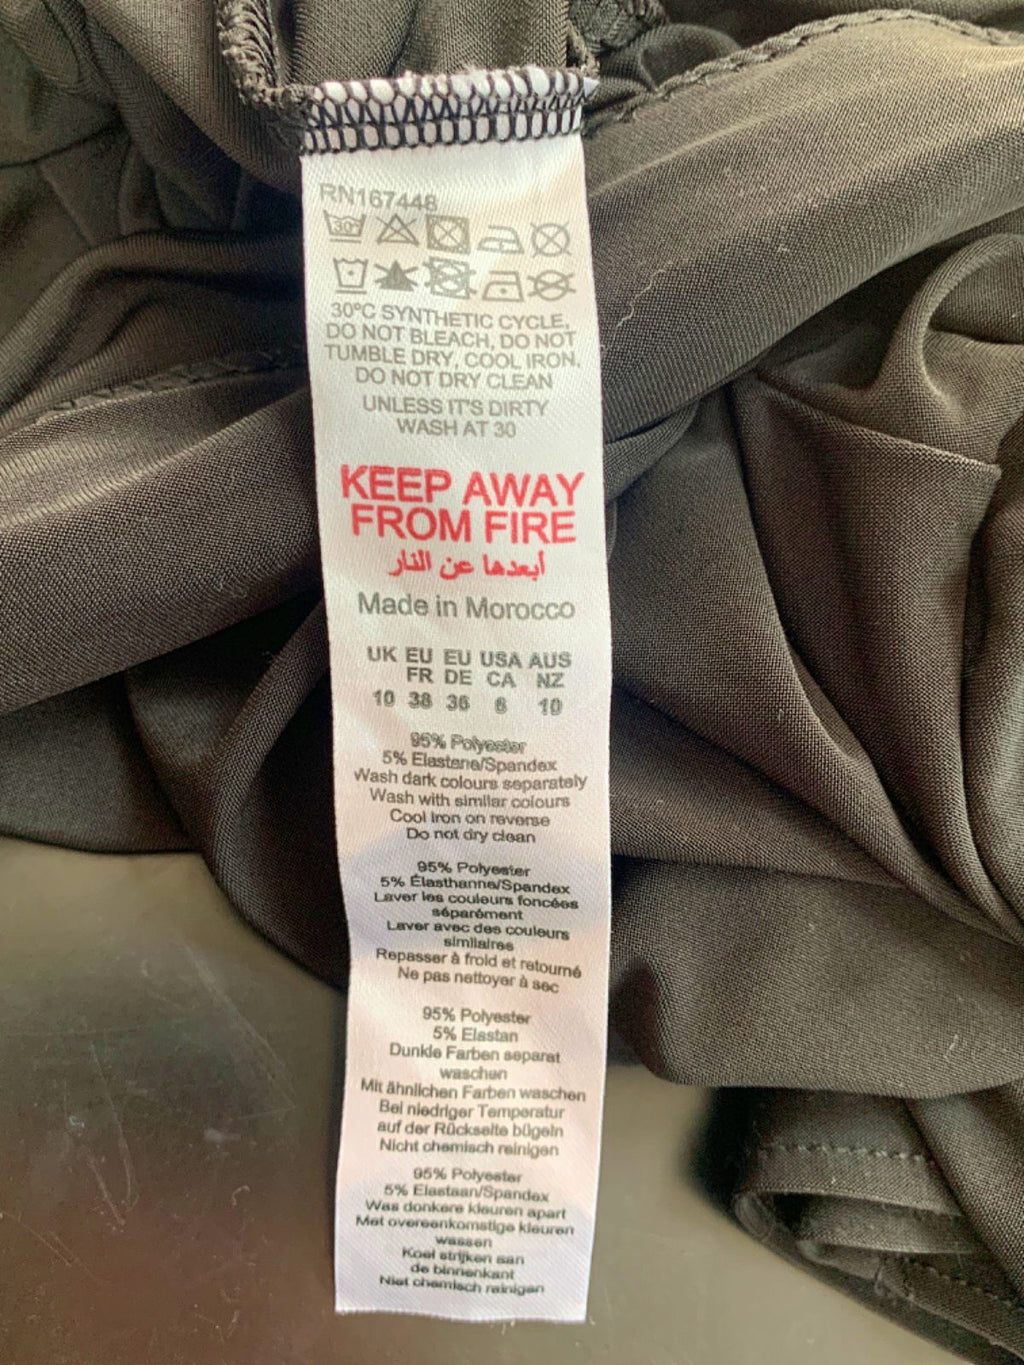 RN167448
30°
30°C SYNTHETIC CYCLE,
DO NOT BLEACH, DO NOT
TUMBLE DRY, COOL IRON.
DO NOT DRY CLEAN
UNLESS IT'S DIRTY
WASH AT 30
KEEP AWAY
FROM FIRE
أبعدها عن النار
Made in Morocco
UK EU EU USA AUS
FR DE CA NZ
10 38 36 6 10
95% Polyester
5% Elastene/Spandex
Wash dark colours separately
Wash with similar colours
Cool iron on reverse
Do not dry clean
95% Polyester
5% Élasthanne/Spandex
Laver les couleurs foncées
séparément
Laver avec des couleurs
similaires
Repasser à froid et retourné
Ne pas nettoyer à sec
95% Polyester
5% Elastan
Dunkle Farben separat
waschen
Mit ähnlichen Farben waschen
Bei niedriger Temperatur
auf der Rückseite bügeln
Nicht chemisch reinigen
95% Polyester
5% Elastaan/Spandex
Was donkere kleuren apart
Met overeenkomstige kleuren
wassen
Koel strijken aan
de binnenkant
Niet chemisch reinigen